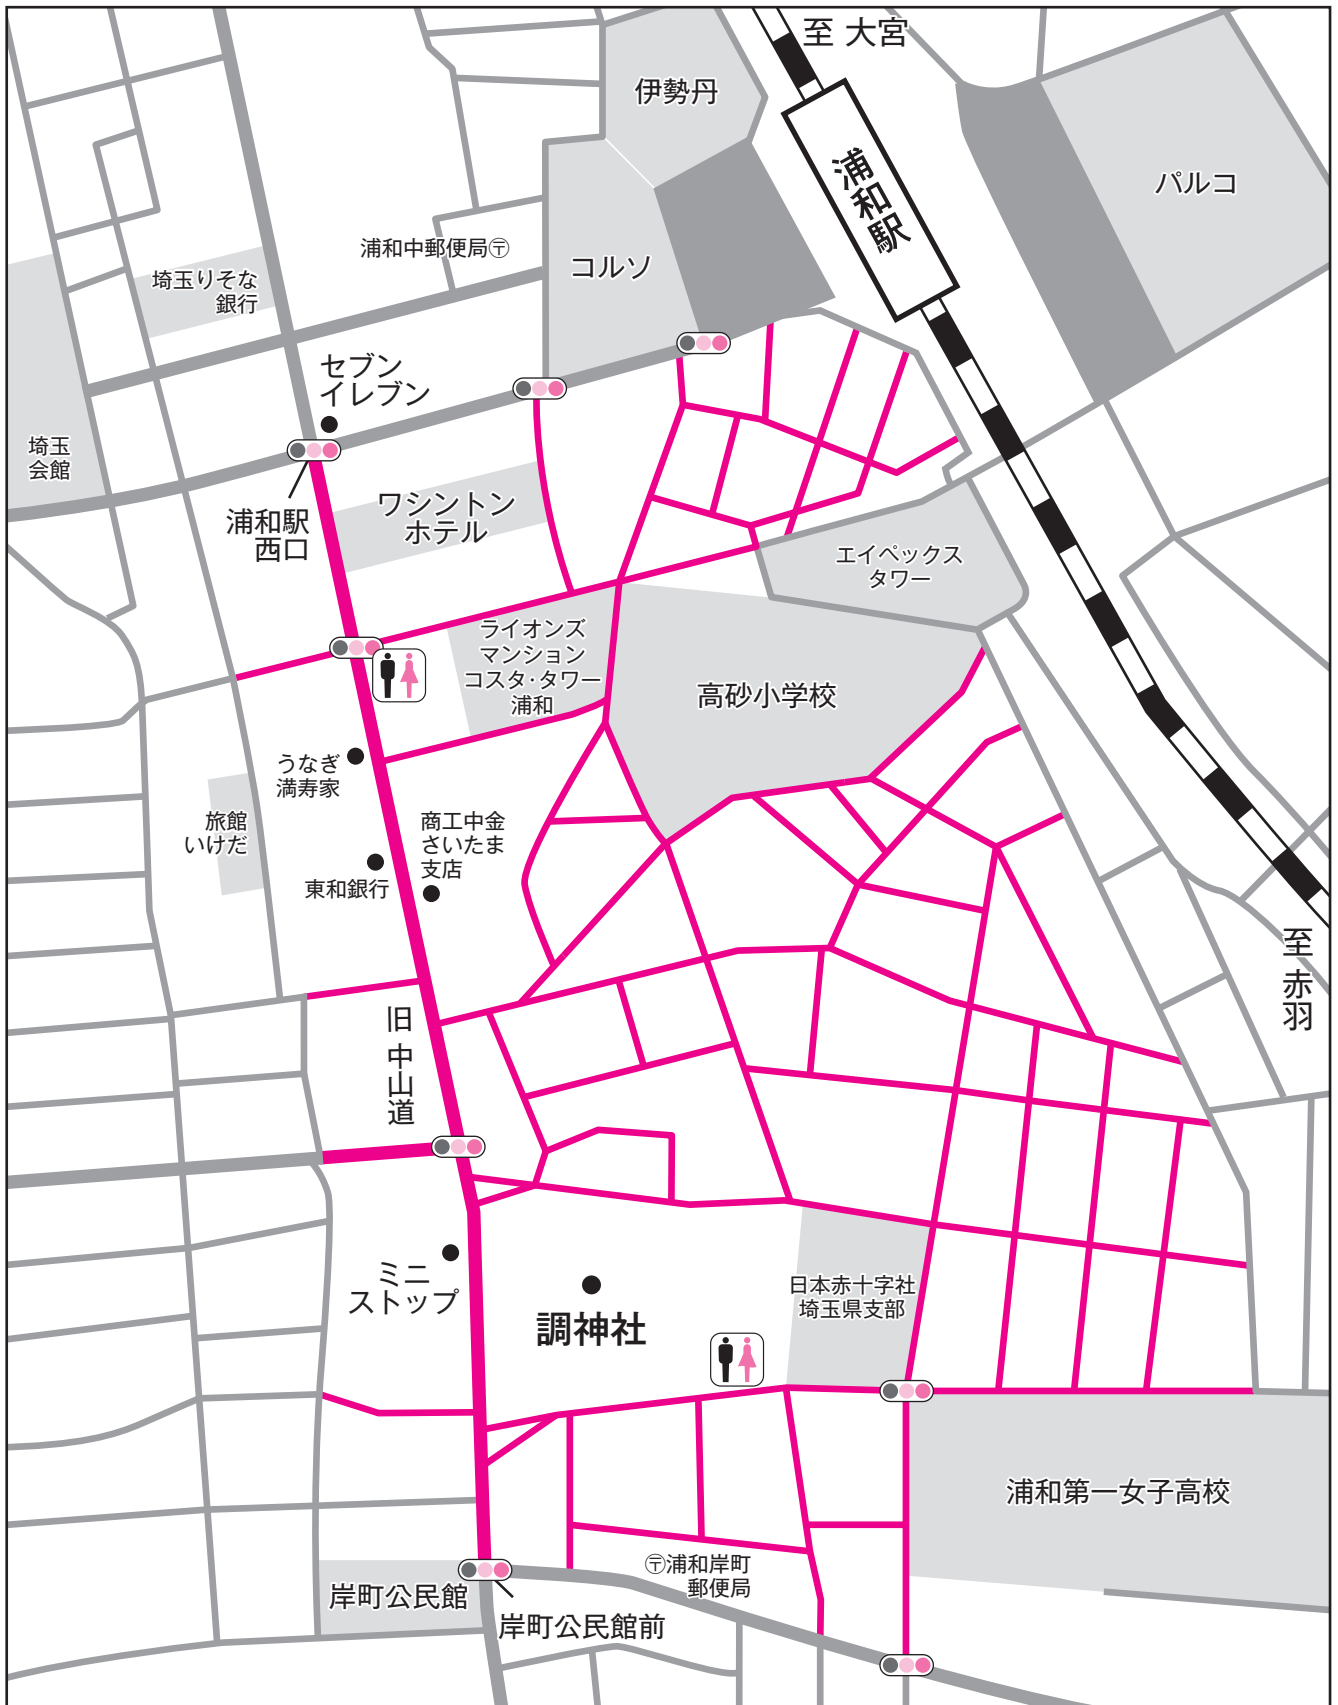 至 大宮
伊勢丹
浦和駅
パルコ
浦和中郵便局〶
コルソ
埼玉りそな
銀行
セブン
イレブン
埼玉
会館
浦和駅
西口
ワシントン
ホテル
エイペックス
タワー
ライオンズ
マンション
コスタ・タワー
浦和
高砂小学校
うなぎ
満寿家
旅館
いけだ
商工中金
さいたま
支店
東和銀行
至 赤羽
旧 中山道
ミニ
ストップ
調神社
日本赤十字社
埼玉県支部
浦和第一女子高校
〶浦和岸町
郵便局
岸町公民館
岸町公民館前